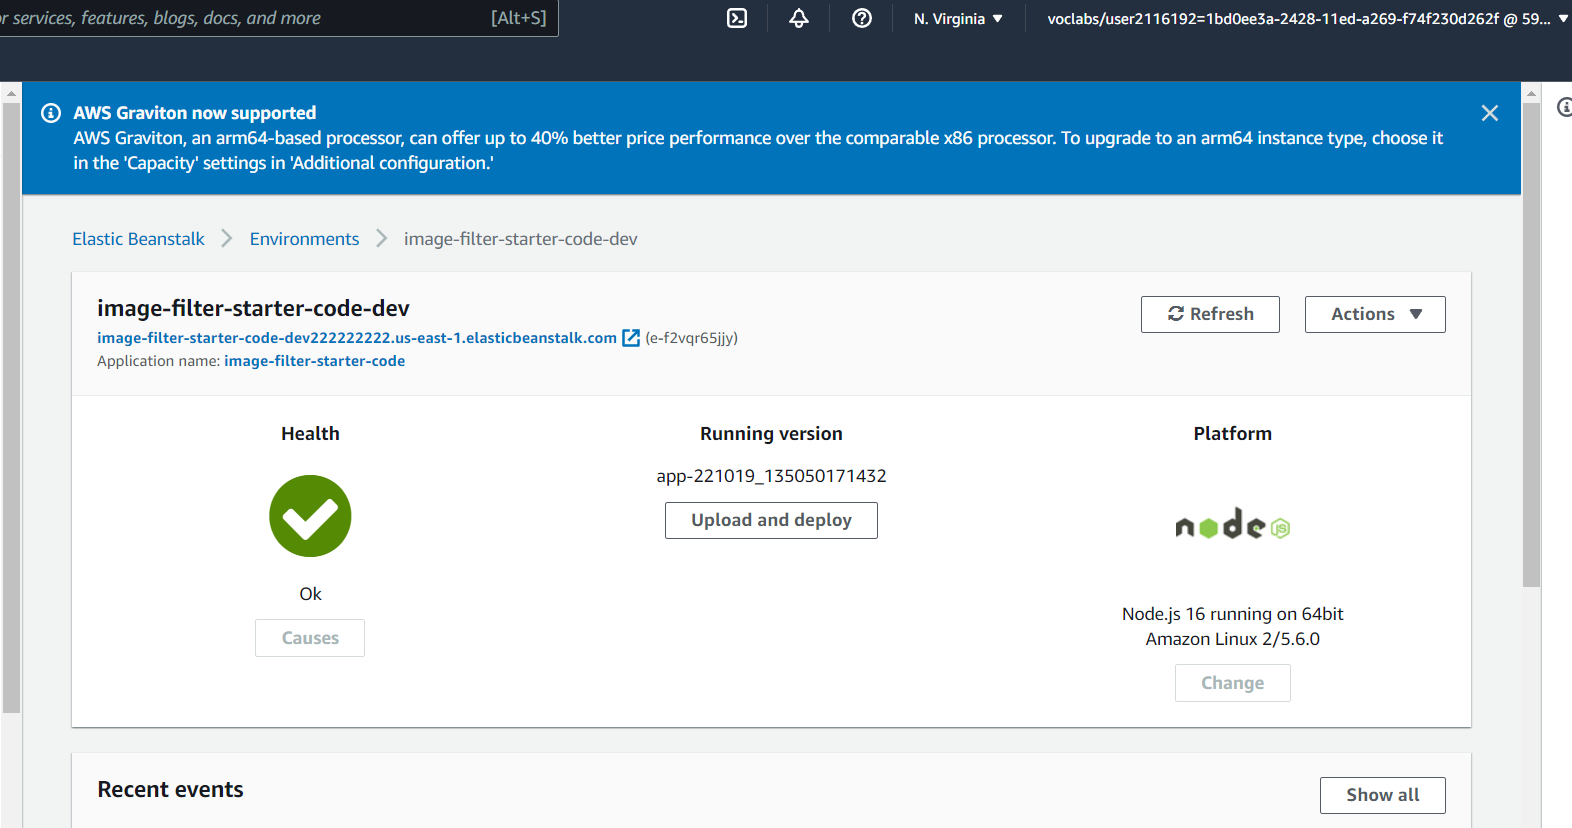 or services, features, blogs, docs, and more [Alt+S] N. Virginia ▼ voclabs/user2116192=1bd0ee3a-2428-11ed-a269-f74f230d262f @ 59... ▼
AWS Graviton now supported
AWS Graviton, an arm64-based processor, can offer up to 40% better price performance over the comparable x86 processor. To upgrade to an arm64 instance type, choose it
in the 'Capacity' settings in 'Additional configuration.'
Elastic Beanstalk > Environments > image-filter-starter-code-dev
image-filter-starter-code-dev
Refresh
Actions ▼
image-filter-starter-code-dev222222222.us-east-1.elasticbeanstalk.com (e-f2vqr65jjy)
Application name: image-filter-starter-code
Health
Ok
Causes
Running version
app-221019_135050171432
Upload and deploy
Platform
node JS
Node.js 16 running on 64bit
Amazon Linux 2/5.6.0
Change
Recent events
Show all